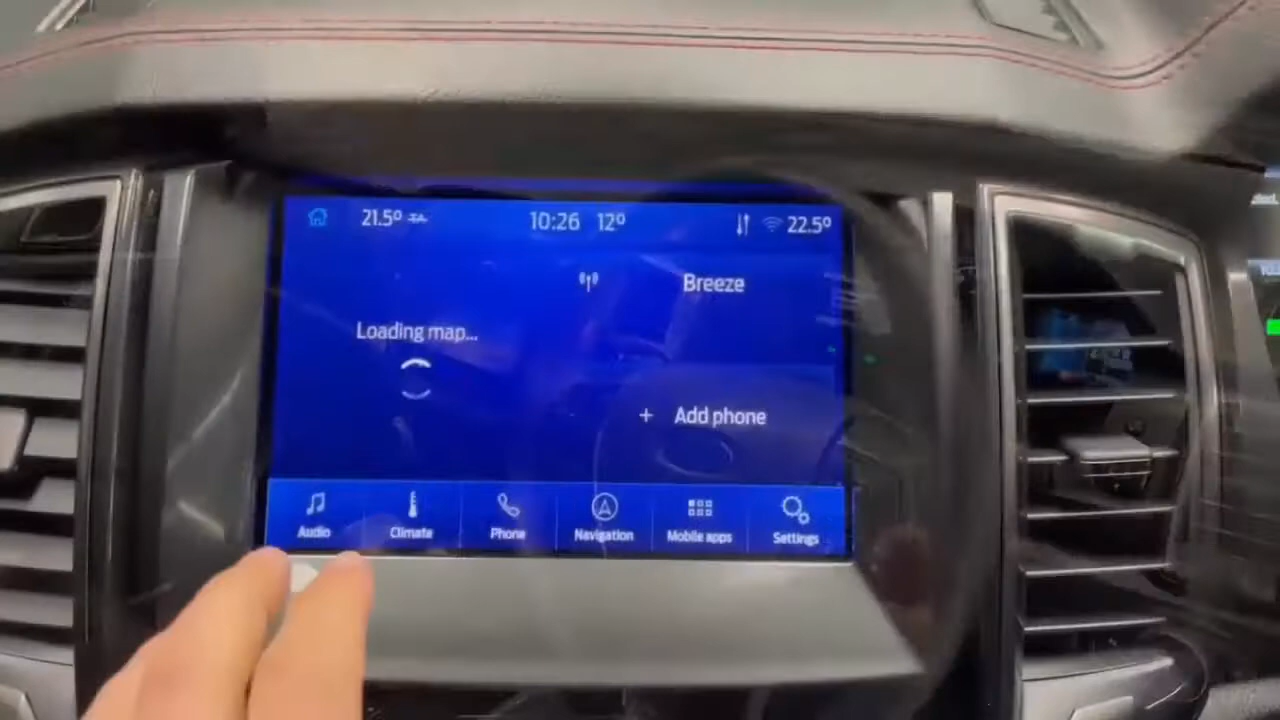 21.5° 10:26 12° 22.5°
Breeze
Loading map...
+ Add phone
Audio Climate Phone Navigation Mobile apps Settings